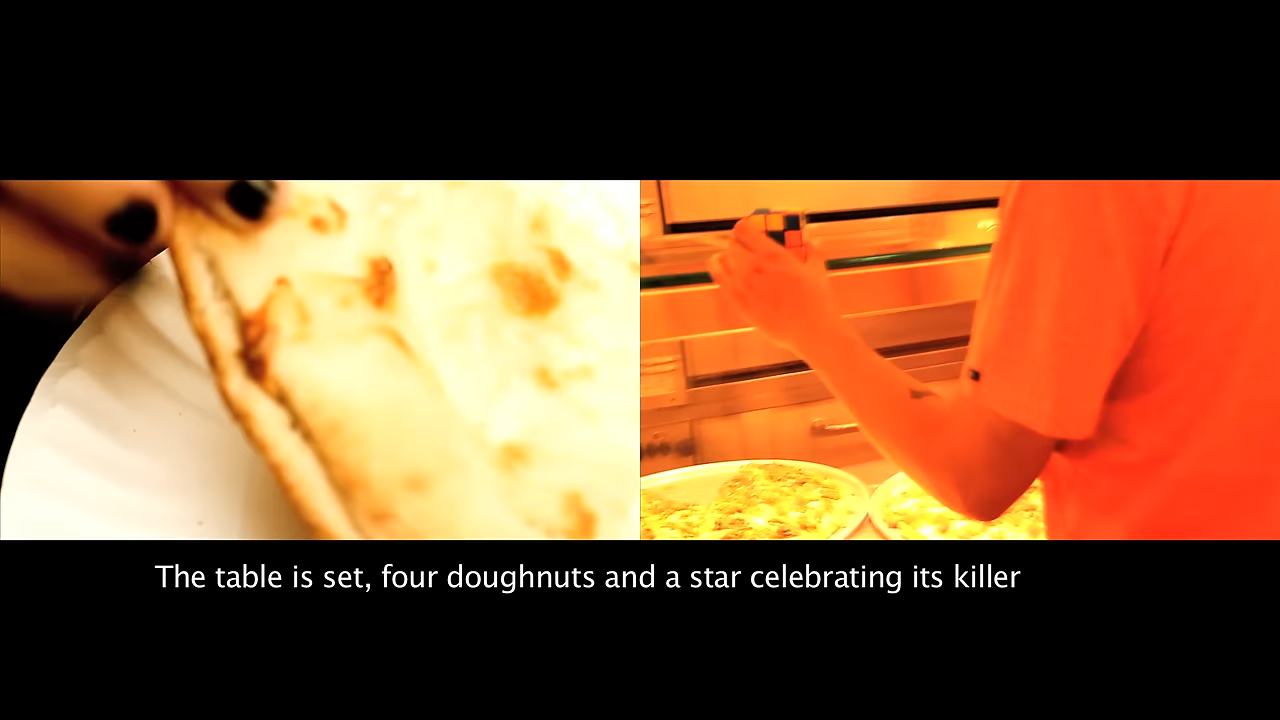 The table is set, four doughnuts and a star celebrating its killer